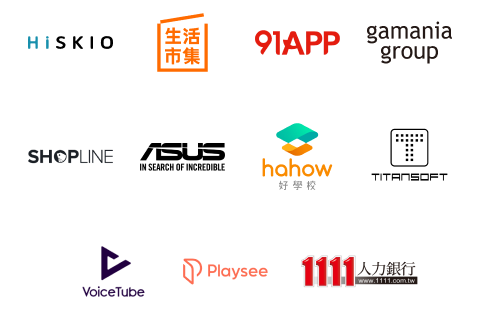 HiSKIO
生活
市集
91APP
gamania
group
SHOPLINE
ASUS
IN SEARCH OF INCREDIBLE
hahow
好學校
T
TITANSOFT
VoiceTube
Playsee
1111人力銀行
www.1111.com.tw